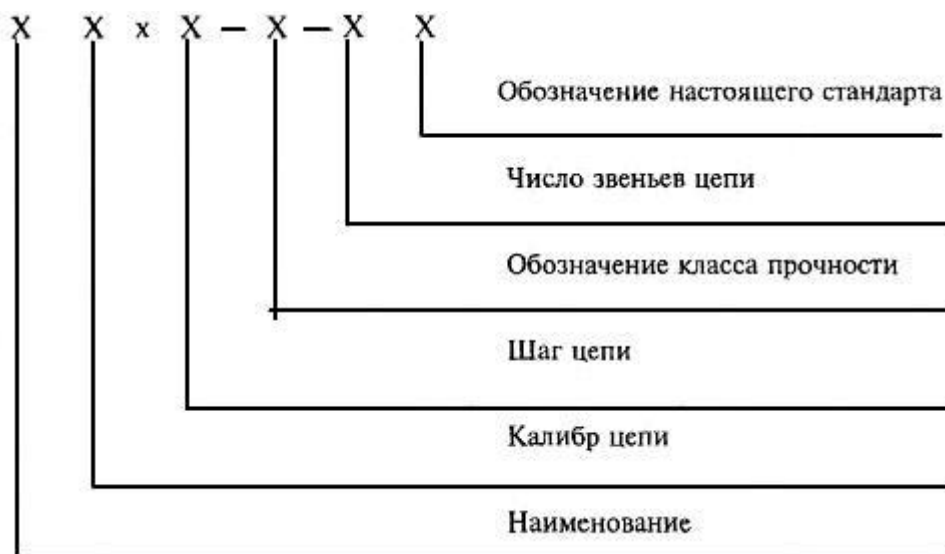 X X x X — X — X X
Обозначение настоящего стандарта
Число звеньев цепи
Обозначение класса прочности
Шаг цепи
Калибр цепи
Наименование